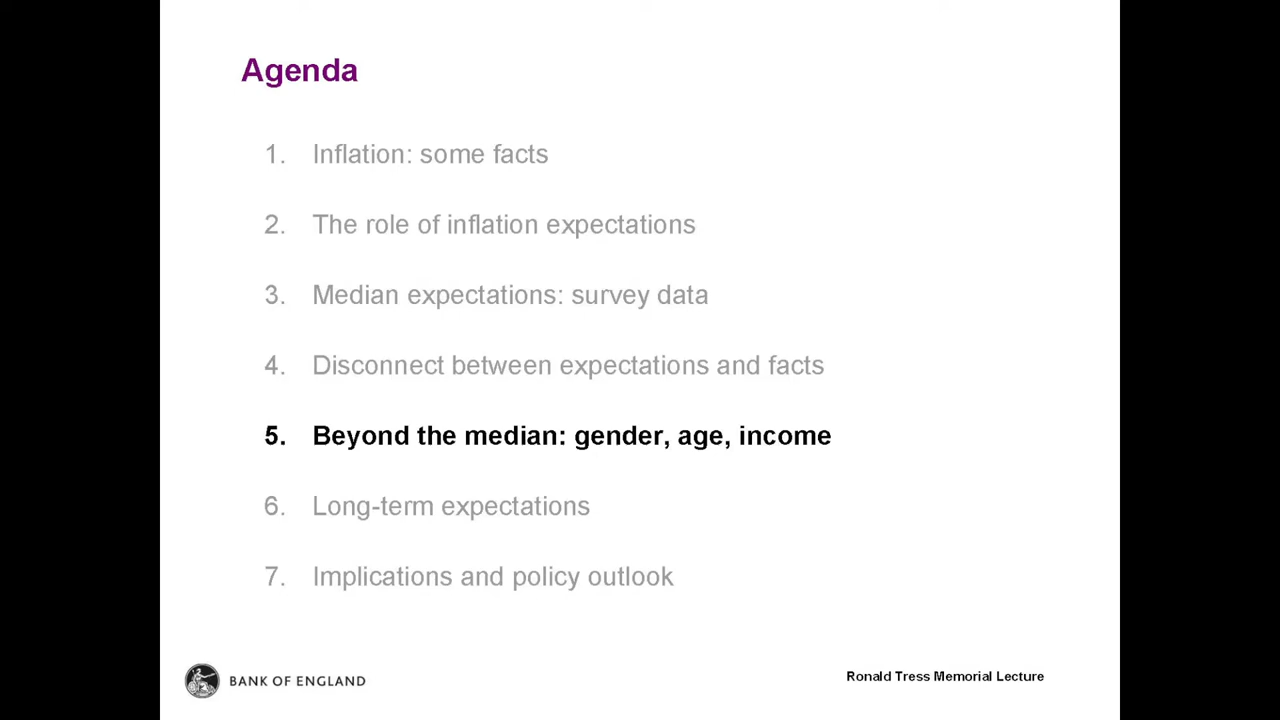 Agenda
1. Inflation: some facts
2. The role of inflation expectations
3. Median expectations: survey data
4. Disconnect between expectations and facts
5. Beyond the median: gender, age, income
6. Long-term expectations
7. Implications and policy outlook
BANK OF ENGLAND
Ronald Tress Memorial Lecture